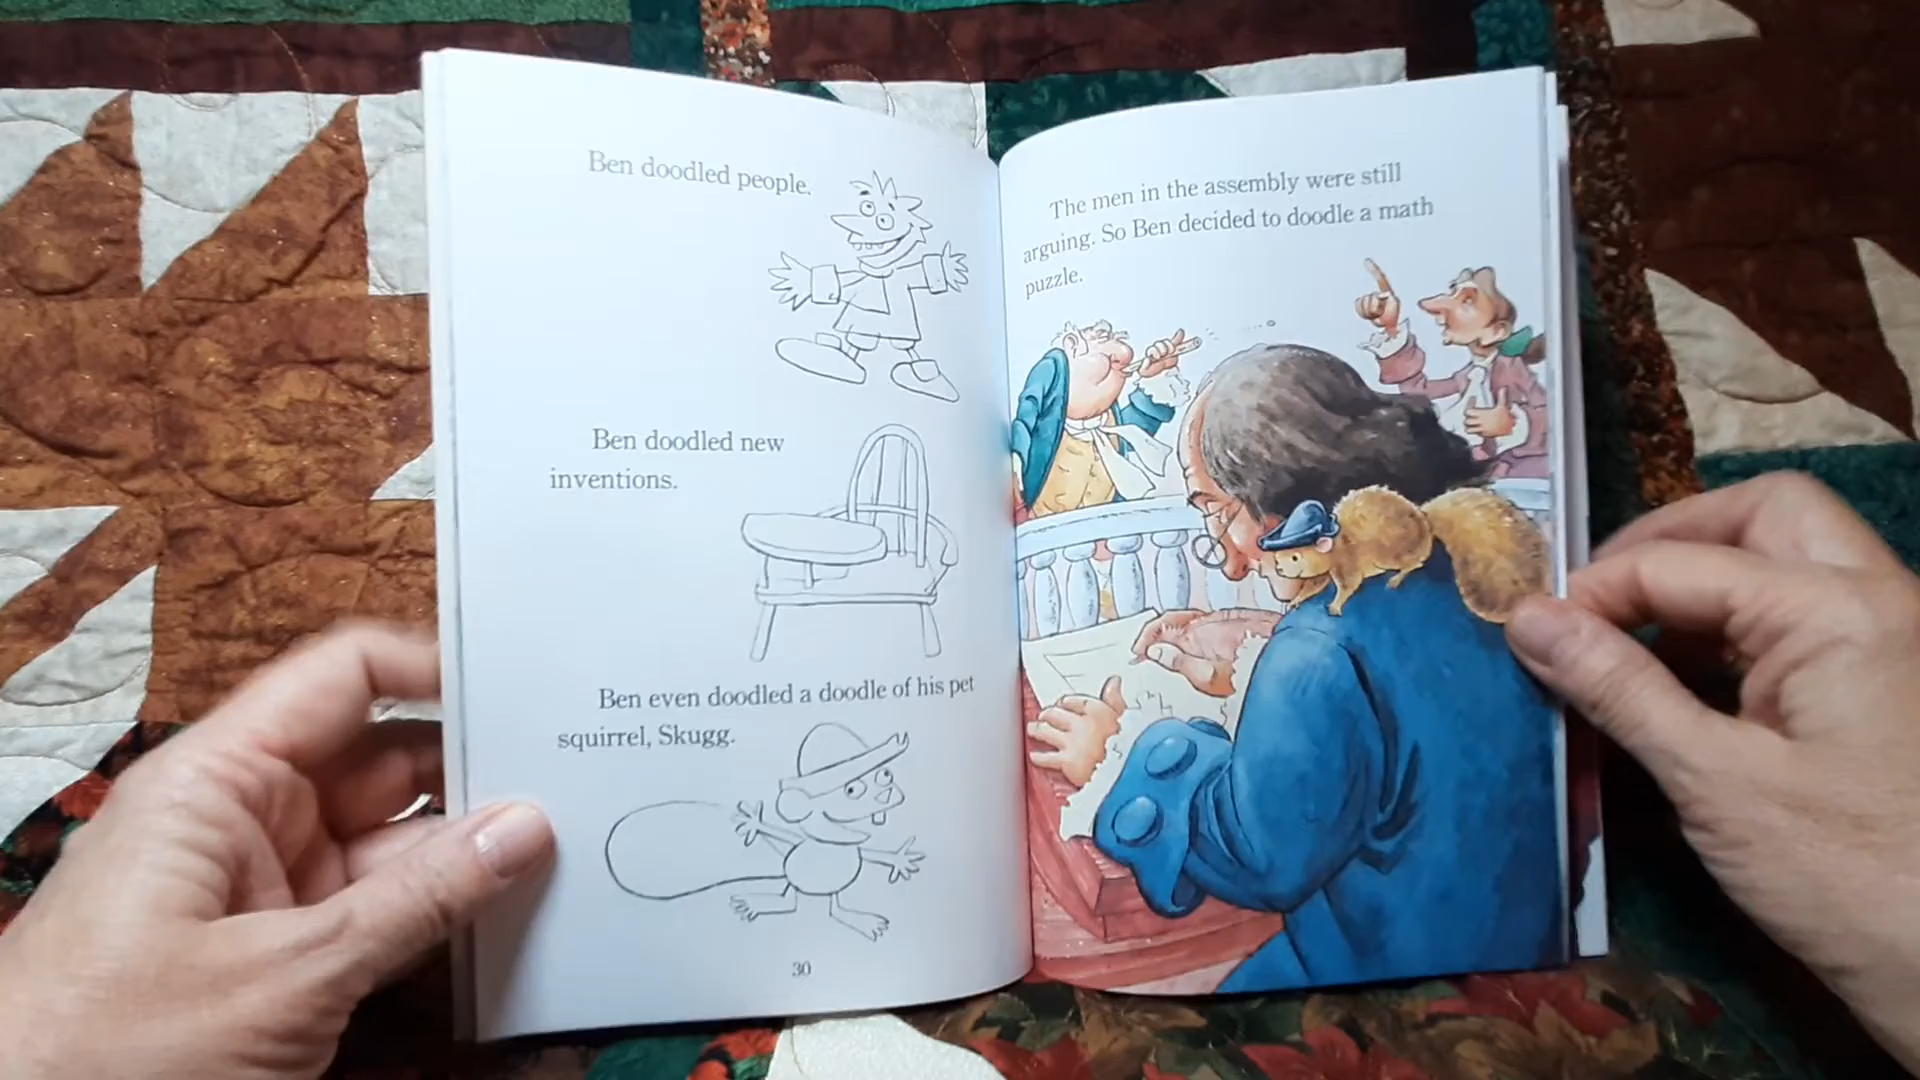 Ben doodled people.
Ben doodled new
inventions.
Ben even doodled a doodle of his pet
squirrel, Skugg.
30
The men in the assembly were still
arguing. So Ben decided to doodle a math
puzzle.